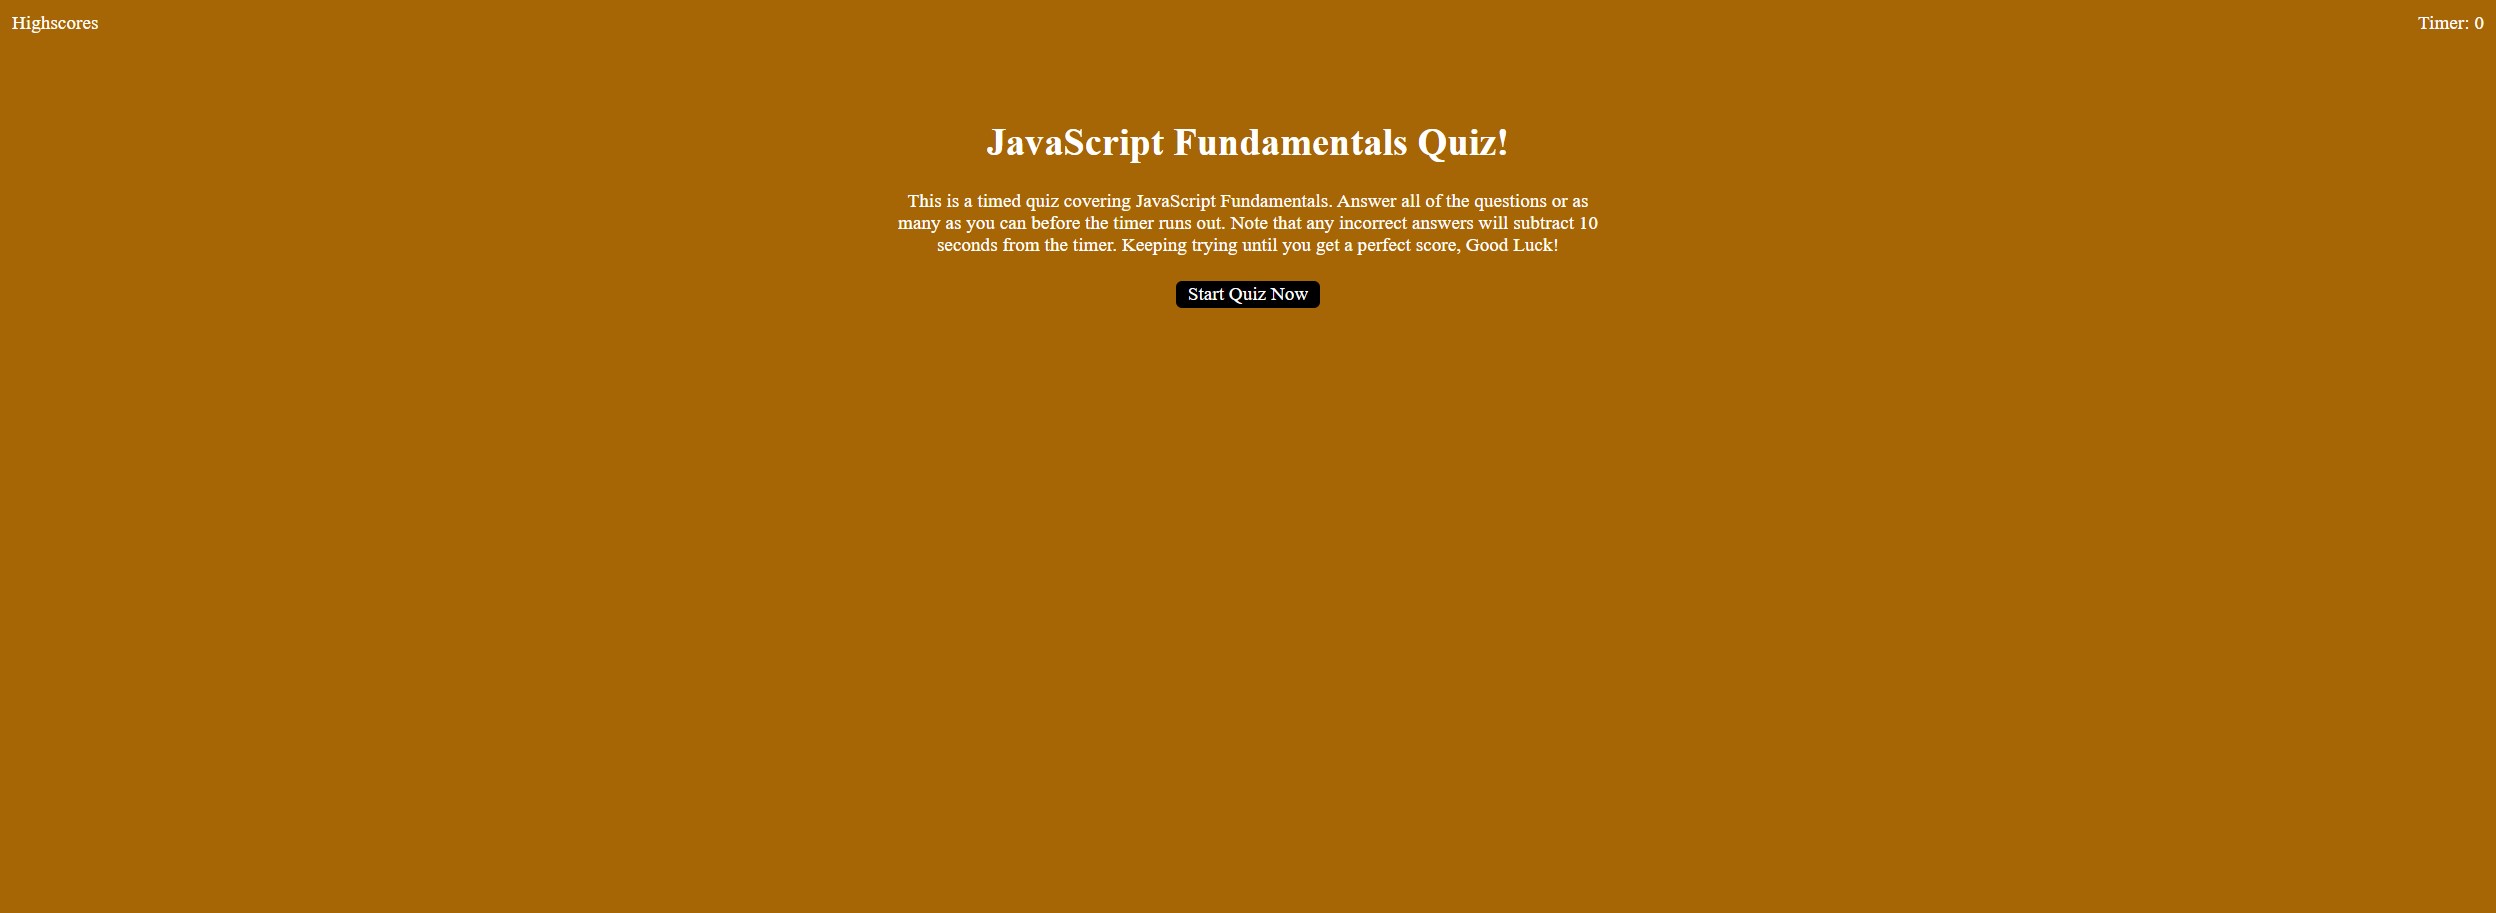 Highscores
Timer: 0
JavaScript Fundamentals Quiz!
This is a timed quiz covering JavaScript Fundamentals. Answer all of the questions or as
many as you can before the timer runs out. Note that any incorrect answers will subtract 10
seconds from the timer. Keeping trying until you get a perfect score, Good Luck!
Start Quiz Now